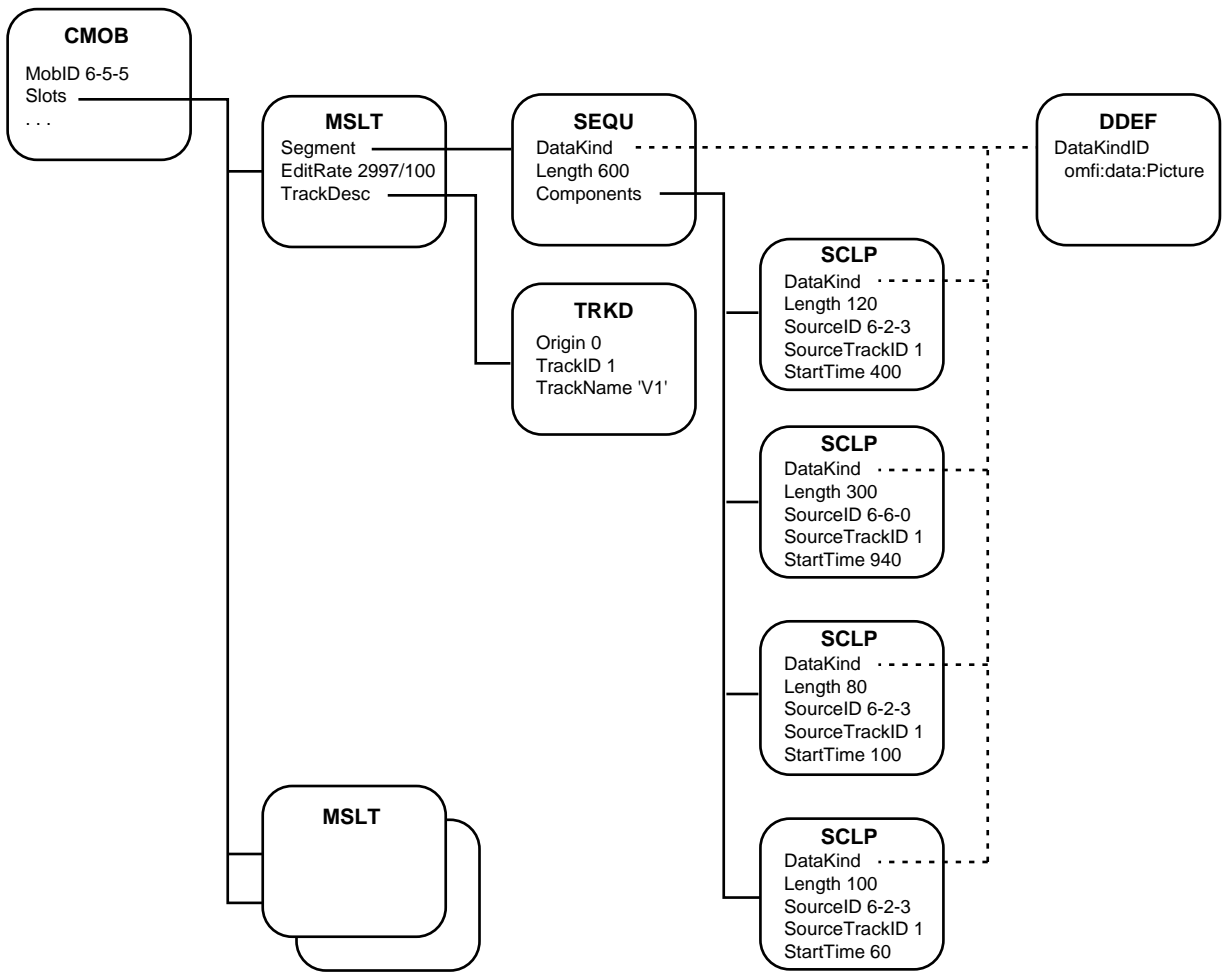 CMOB
MobID 6-5-5
Slots
. . .
MSLT
Segment
EditRate 2997/100
TrackDesc
SEQU
DataKind
Length 600
Components
DDEF
DataKindID
omfi:data:Picture
TRKD
Origin 0
TrackID 1
TrackName 'V1'
SCLP
DataKind
Length 120
SourceID 6-2-3
SourceTrackID 1
StartTime 400
SCLP
DataKind
Length 300
SourceID 6-6-0
SourceTrackID 1
StartTime 940
SCLP
DataKind
Length 80
SourceID 6-2-3
SourceTrackID 1
StartTime 100
MSLT
SCLP
DataKind
Length 100
SourceID 6-2-3
SourceTrackID 1
StartTime 60